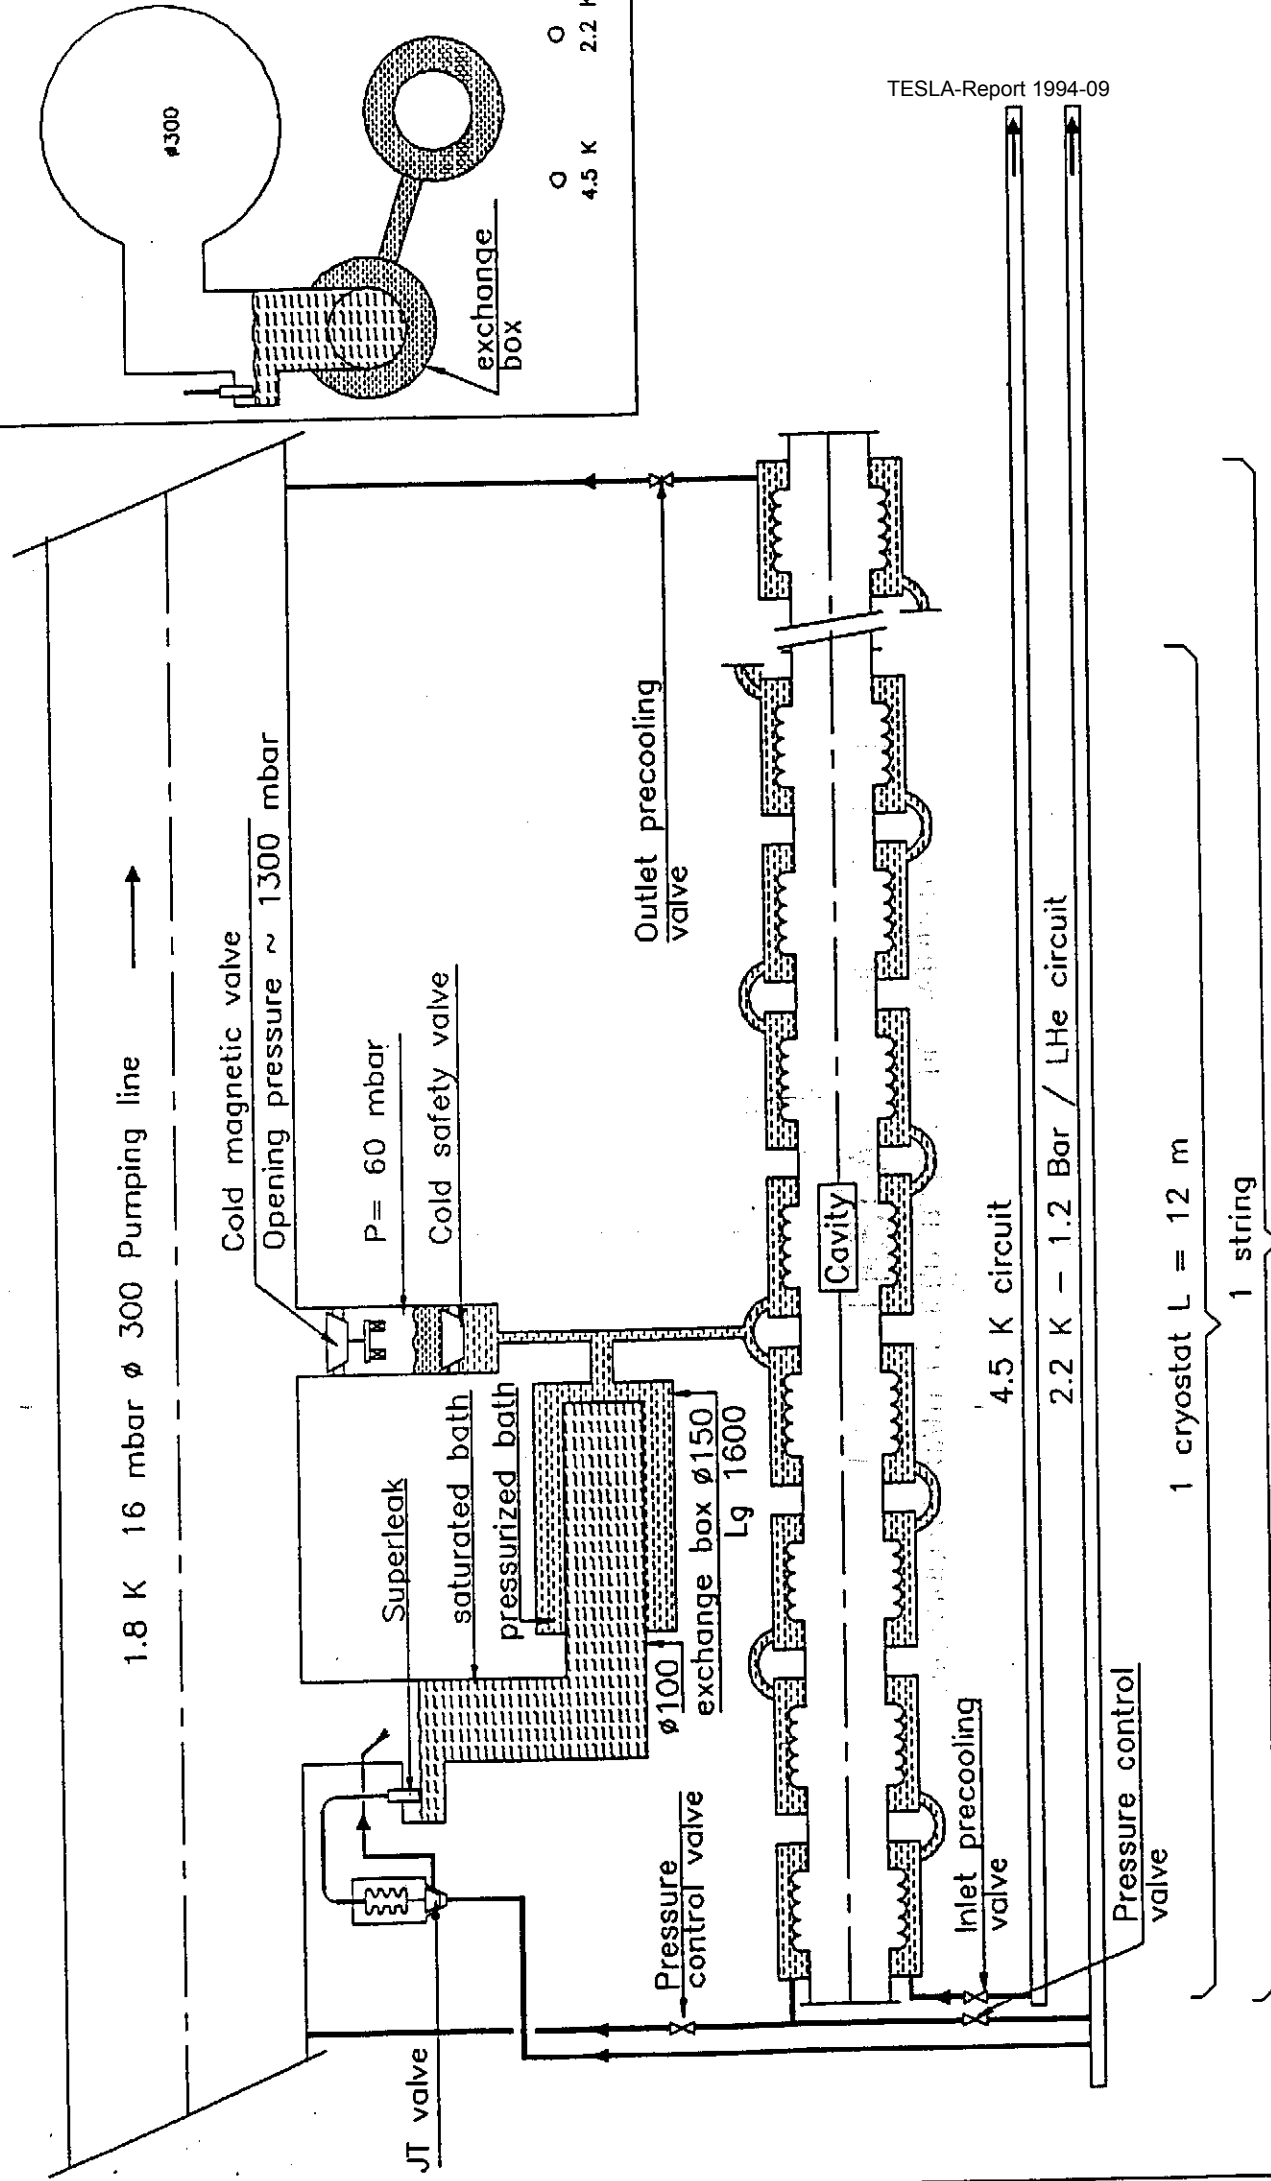 TESLA-Report 1994-09
ø300
exchange
box
4.5 K
2.2 K
1.8 K 16 mbar ø 300 Pumping line
Cold magnetic valve
Opening pressure ~ 1300 mbar
P= 60 mbar
Cold safety valve
Superleak
saturated bath
pressurized bath
ø100
exchange box ø150
Lg 1600
JT valve
Pressure
control valve
Outlet precooling
valve
Cavity
Inlet precooling
valve
Pressure control
valve
4.5 K circuit
2.2 K – 1.2 Bar / LHe circuit
1 cryostat L = 12 m
1 string